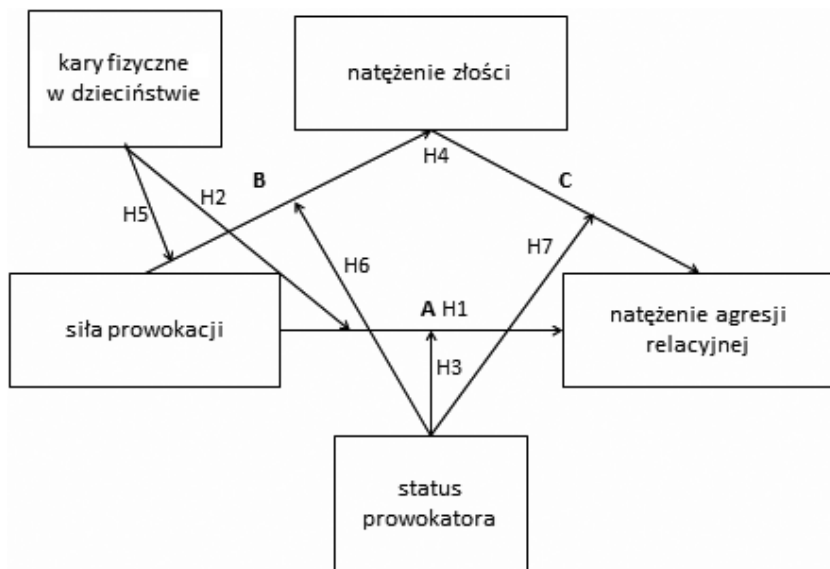 kary fizyczne
w dzieciństwie
natężenie złości
H4
B
C
H2
H5
H7
H6
siła prowokacji
A H1
natężenie agresji
relacyjnej
H3
status
prowokatora